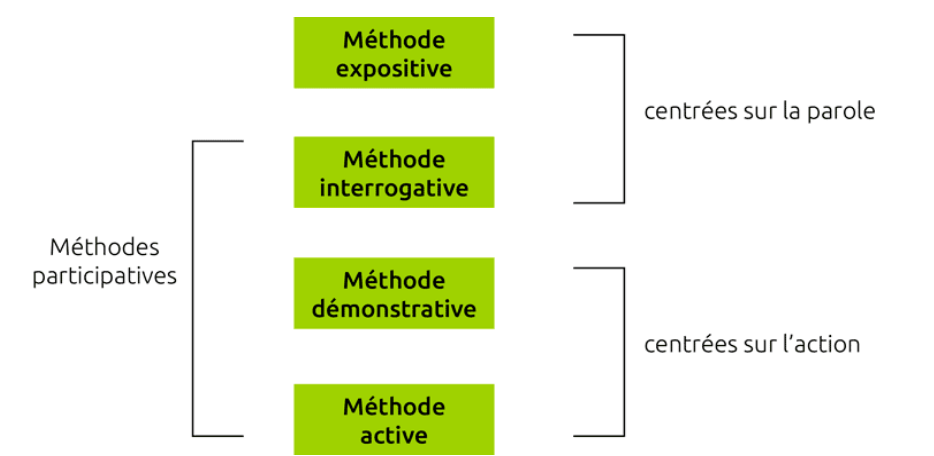 Méthode
expositive
centrées sur la parole
Méthode
interrogative
Méthodes
participatives
Méthode
démonstrative
centrées sur l’action
Méthode
active